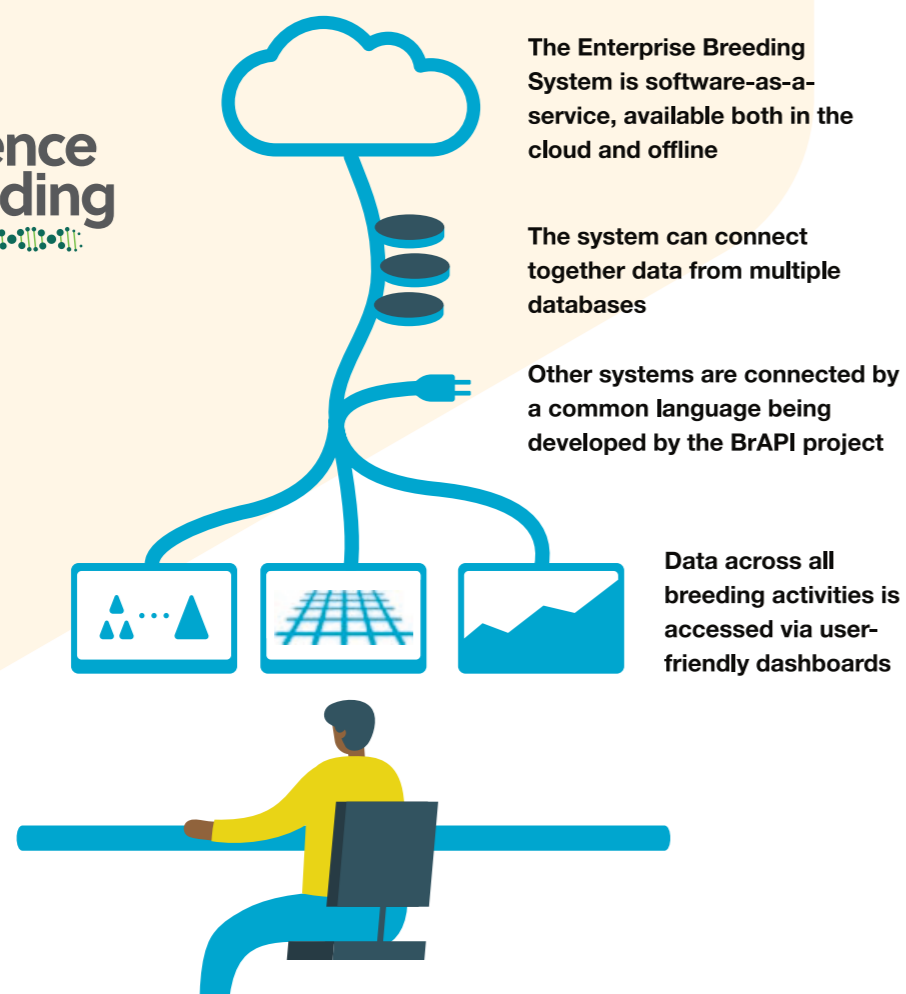 The Enterprise Breeding
System is software-as-a-
service, available both in the
cloud and offline
ence
ding
The system can connect
together data from multiple
databases
Other systems are connected by
a common language being
developed by the BrAPI project
Data across all
breeding activities is
accessed via user-
friendly dashboards